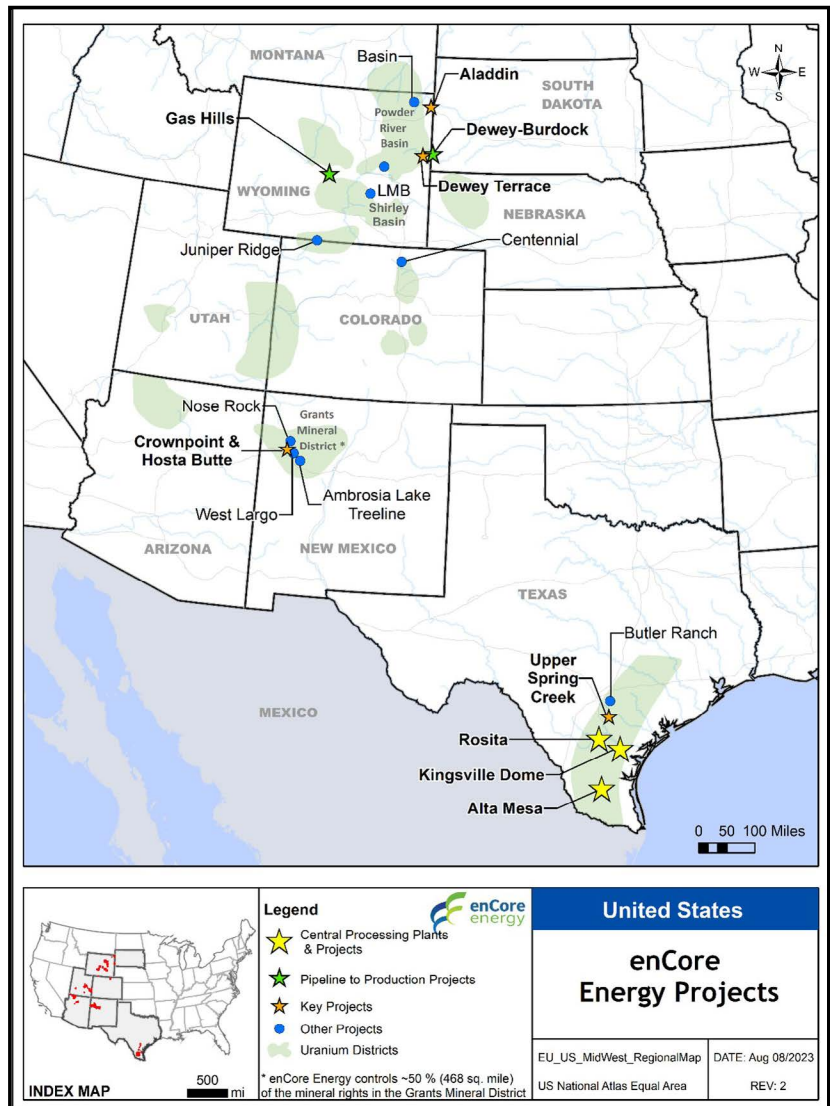 MONTANA
Basin
Aladdin
SOUTH
DAKOTA
N
W
E
S
Gas Hills
Powder
River
Basin
Dewey-Burdock
WYOMING
LMB
Dewey Terrace
Shirley
Basin
NEBRASKA
Juniper Ridge
Centennial
UTAH
COLORADO
Nose Rock
Grants
Mineral
District *
Crownpoint &
Hosta Butte
West Largo
Ambrosia Lake
Treeline
ARIZONA
NEW MEXICO
TEXAS
Butler Ranch
Upper
Spring
Creek
MEXICO
Rosita
Kingsville Dome
Alta Mesa
0 50 100 Miles
INDEX MAP
500
mi
Legend
enCore
energy
Central Processing Plants
& Projects
Pipeline to Production Projects
Key Projects
Other Projects
Uranium Districts
* enCore Energy controls ~50 % (468 sq. mile)
of the mineral rights in the Grants Mineral District
United States
enCore
Energy Projects
EU_US_MidWest_RegionalMap
DATE: Aug 08/2023
US National Atlas Equal Area
REV: 2